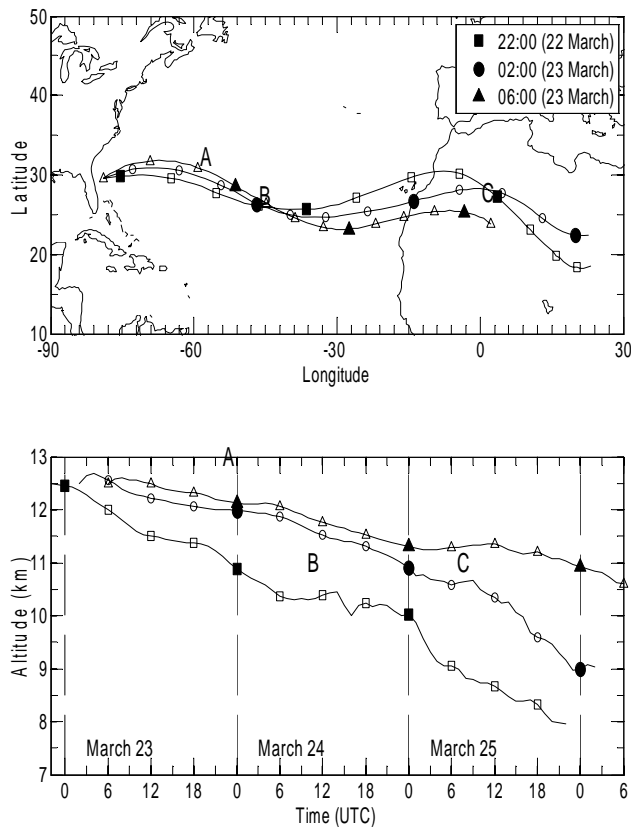 50
40
30
20
10
Latitude
22:00 (22 March)
02:00 (23 March)
06:00 (23 March)
A
B
C
-90 -60 -30 0 30
Longitude
13
12
11
10
9
8
7
Altitude (km)
A
B
C
March 23 March 24 March 25
0 6 12 18 0 6 12 18 0 6 12 18 0 6
Time (UTC)